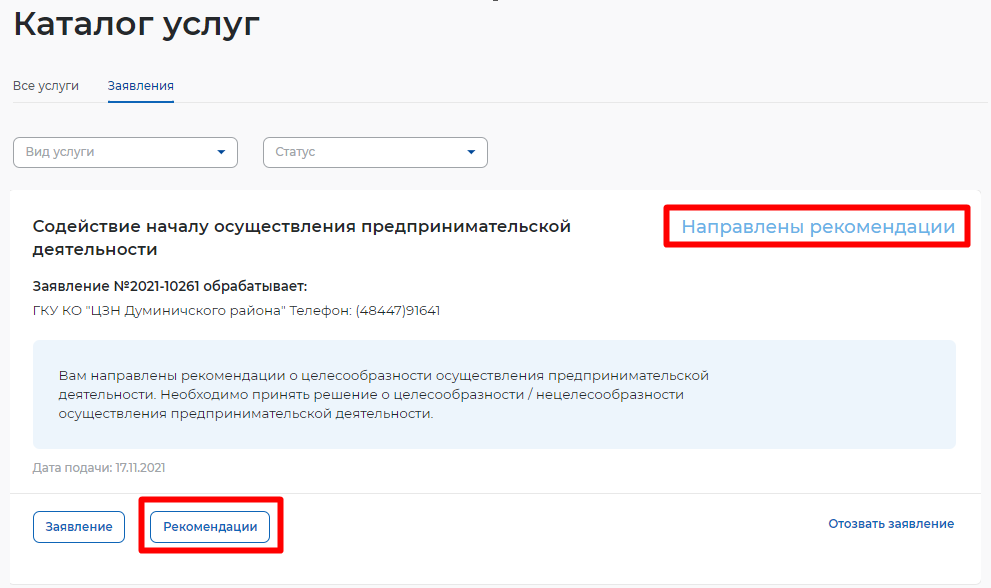 Каталог услуг
Все услуги
Заявления
Вид услуги
Статус
Содействие началу осуществления предпринимательской
деятельности
Направлены рекомендации
Заявление №2021-10261 обрабатывает:
ГКУ КО "ЦЗН Думиничского района" Телефон: (48447)91641
Вам направлены рекомендации о целесообразности осуществления предпринимательской
деятельности. Необходимо принять решение о целесообразности / нецелесообразности
осуществления предпринимательской деятельности.
Дата подачи: 17.11.2021
Заявление
Рекомендации
Отозвать заявление